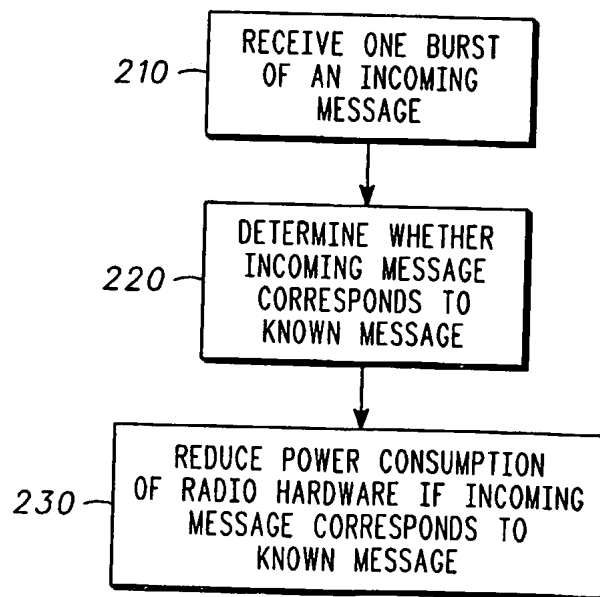 RECEIVE ONE BURST
210
OF AN INCOMING
MESSAGE
DETERMINE WHETHER
INCOMING MESSAGE
220
CORRESPONDS TO
KNOWN MESSAGE
REDUCE POWER CONSUMPTION
OF RADIO HARDWARE IF INCOMING
230
MESSAGE CORRESPONDS TO
KNOWN MESSAGE